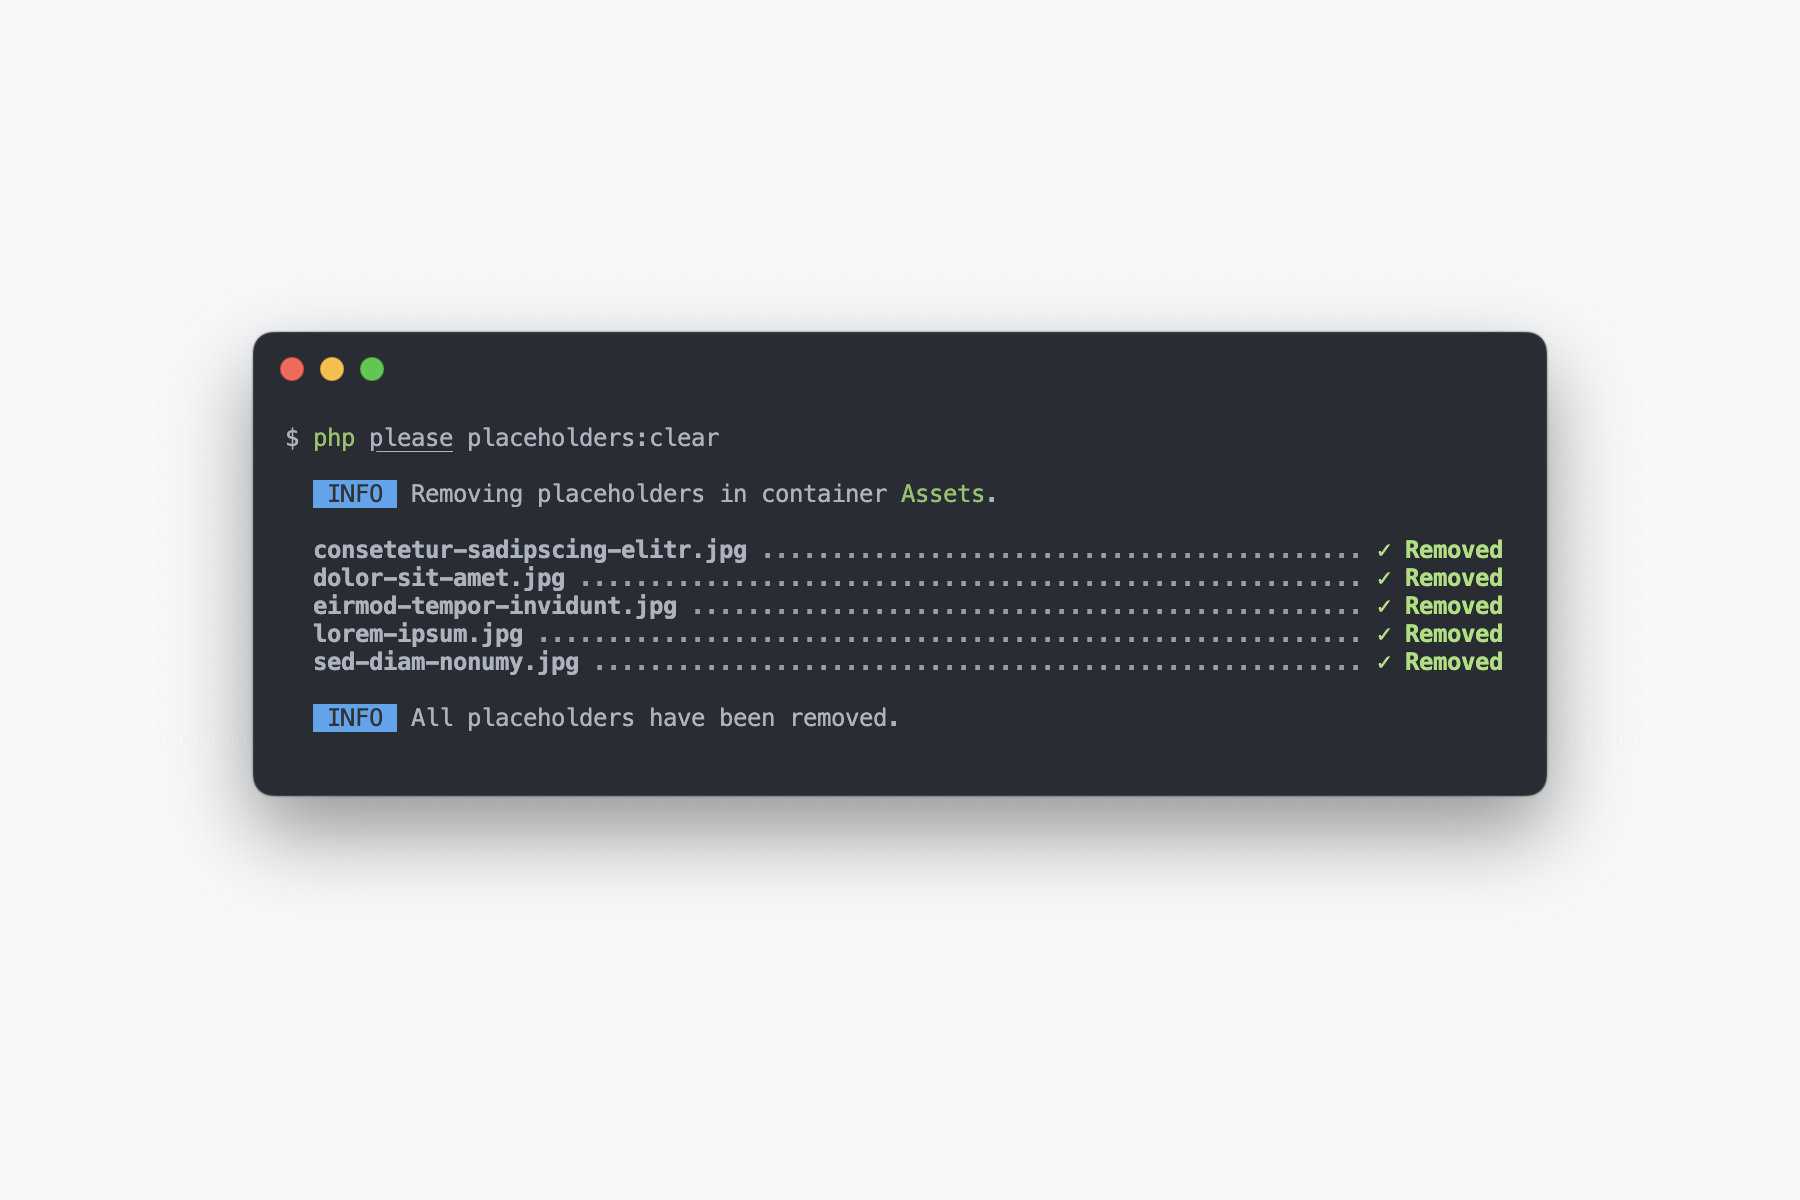 $ php please placeholders:clear
INFO Removing placeholders in container Assets.
consetetur-sadipscing-elitr.jpg ........................................... ✓ Removed
dolor-sit-amet.jpg ........................................................ ✓ Removed
eirmod-tempor-invidunt.jpg ................................................ ✓ Removed
lorem-ipsum.jpg ........................................................... ✓ Removed
sed-diam-nonumy.jpg ....................................................... ✓ Removed
INFO All placeholders have been removed.